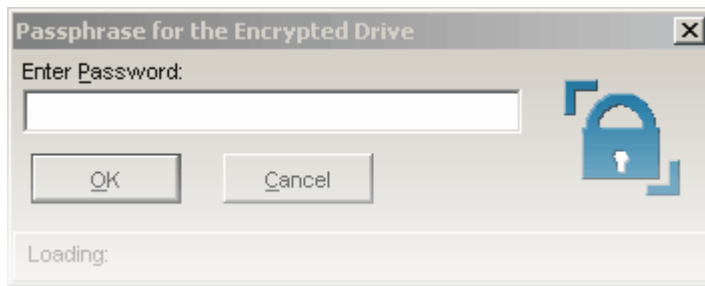 Passphrase for the Encrypted Drive
Enter Password:
OK
Cancel
Loading: